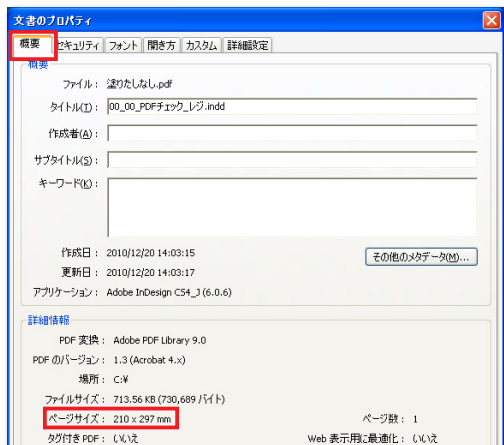 文書のプロパティ
概要 セキュリティ フォント 開き方 カスタム 詳細設定
概要
ファイル： 塗りたしなし.pdf
タイトル(T)： 00_00_PDFチェック_レジ.indd
作成者(A)：
サブタイトル(S)：
キーワード(K)：
作成日： 2010/12/20 14:03:15
その他のメタデータ(M)...
更新日： 2010/12/20 14:03:17
アプリケーション： Adobe InDesign CS4_J (6.0.6)
詳細情報
PDF 変換： Adobe PDF Library 9.0
PDF のバージョン： 1.3 (Acrobat 4.x)
場所： C:¥
ファイルサイズ： 713.56 KB (730,689 バイト)
ページサイズ： 210 x 297 mm ページ数： 1
タグ付き PDF： いいえ Web 表示用に最適化： いいえ